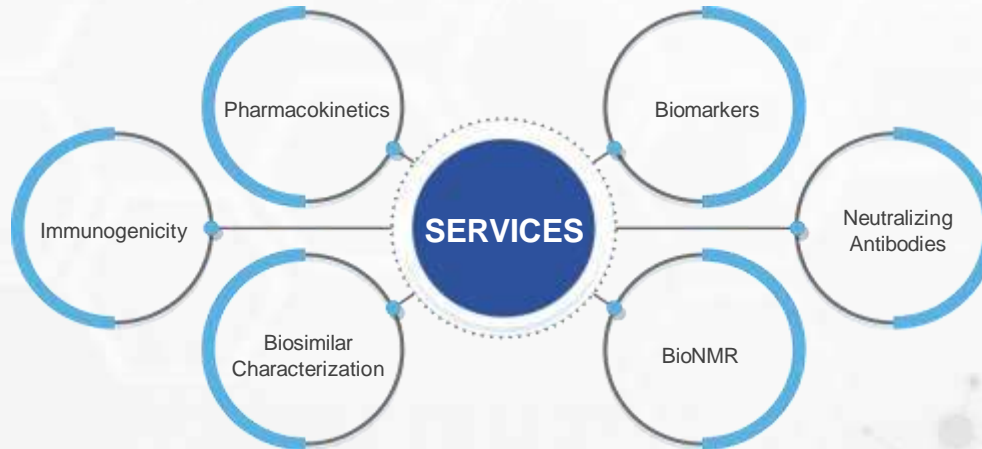 Pharmacokinetics
Biomarkers
Immunogenicity
SERVICES
Neutralizing
Antibodies
Biosimilar
Characterization
BioNMR